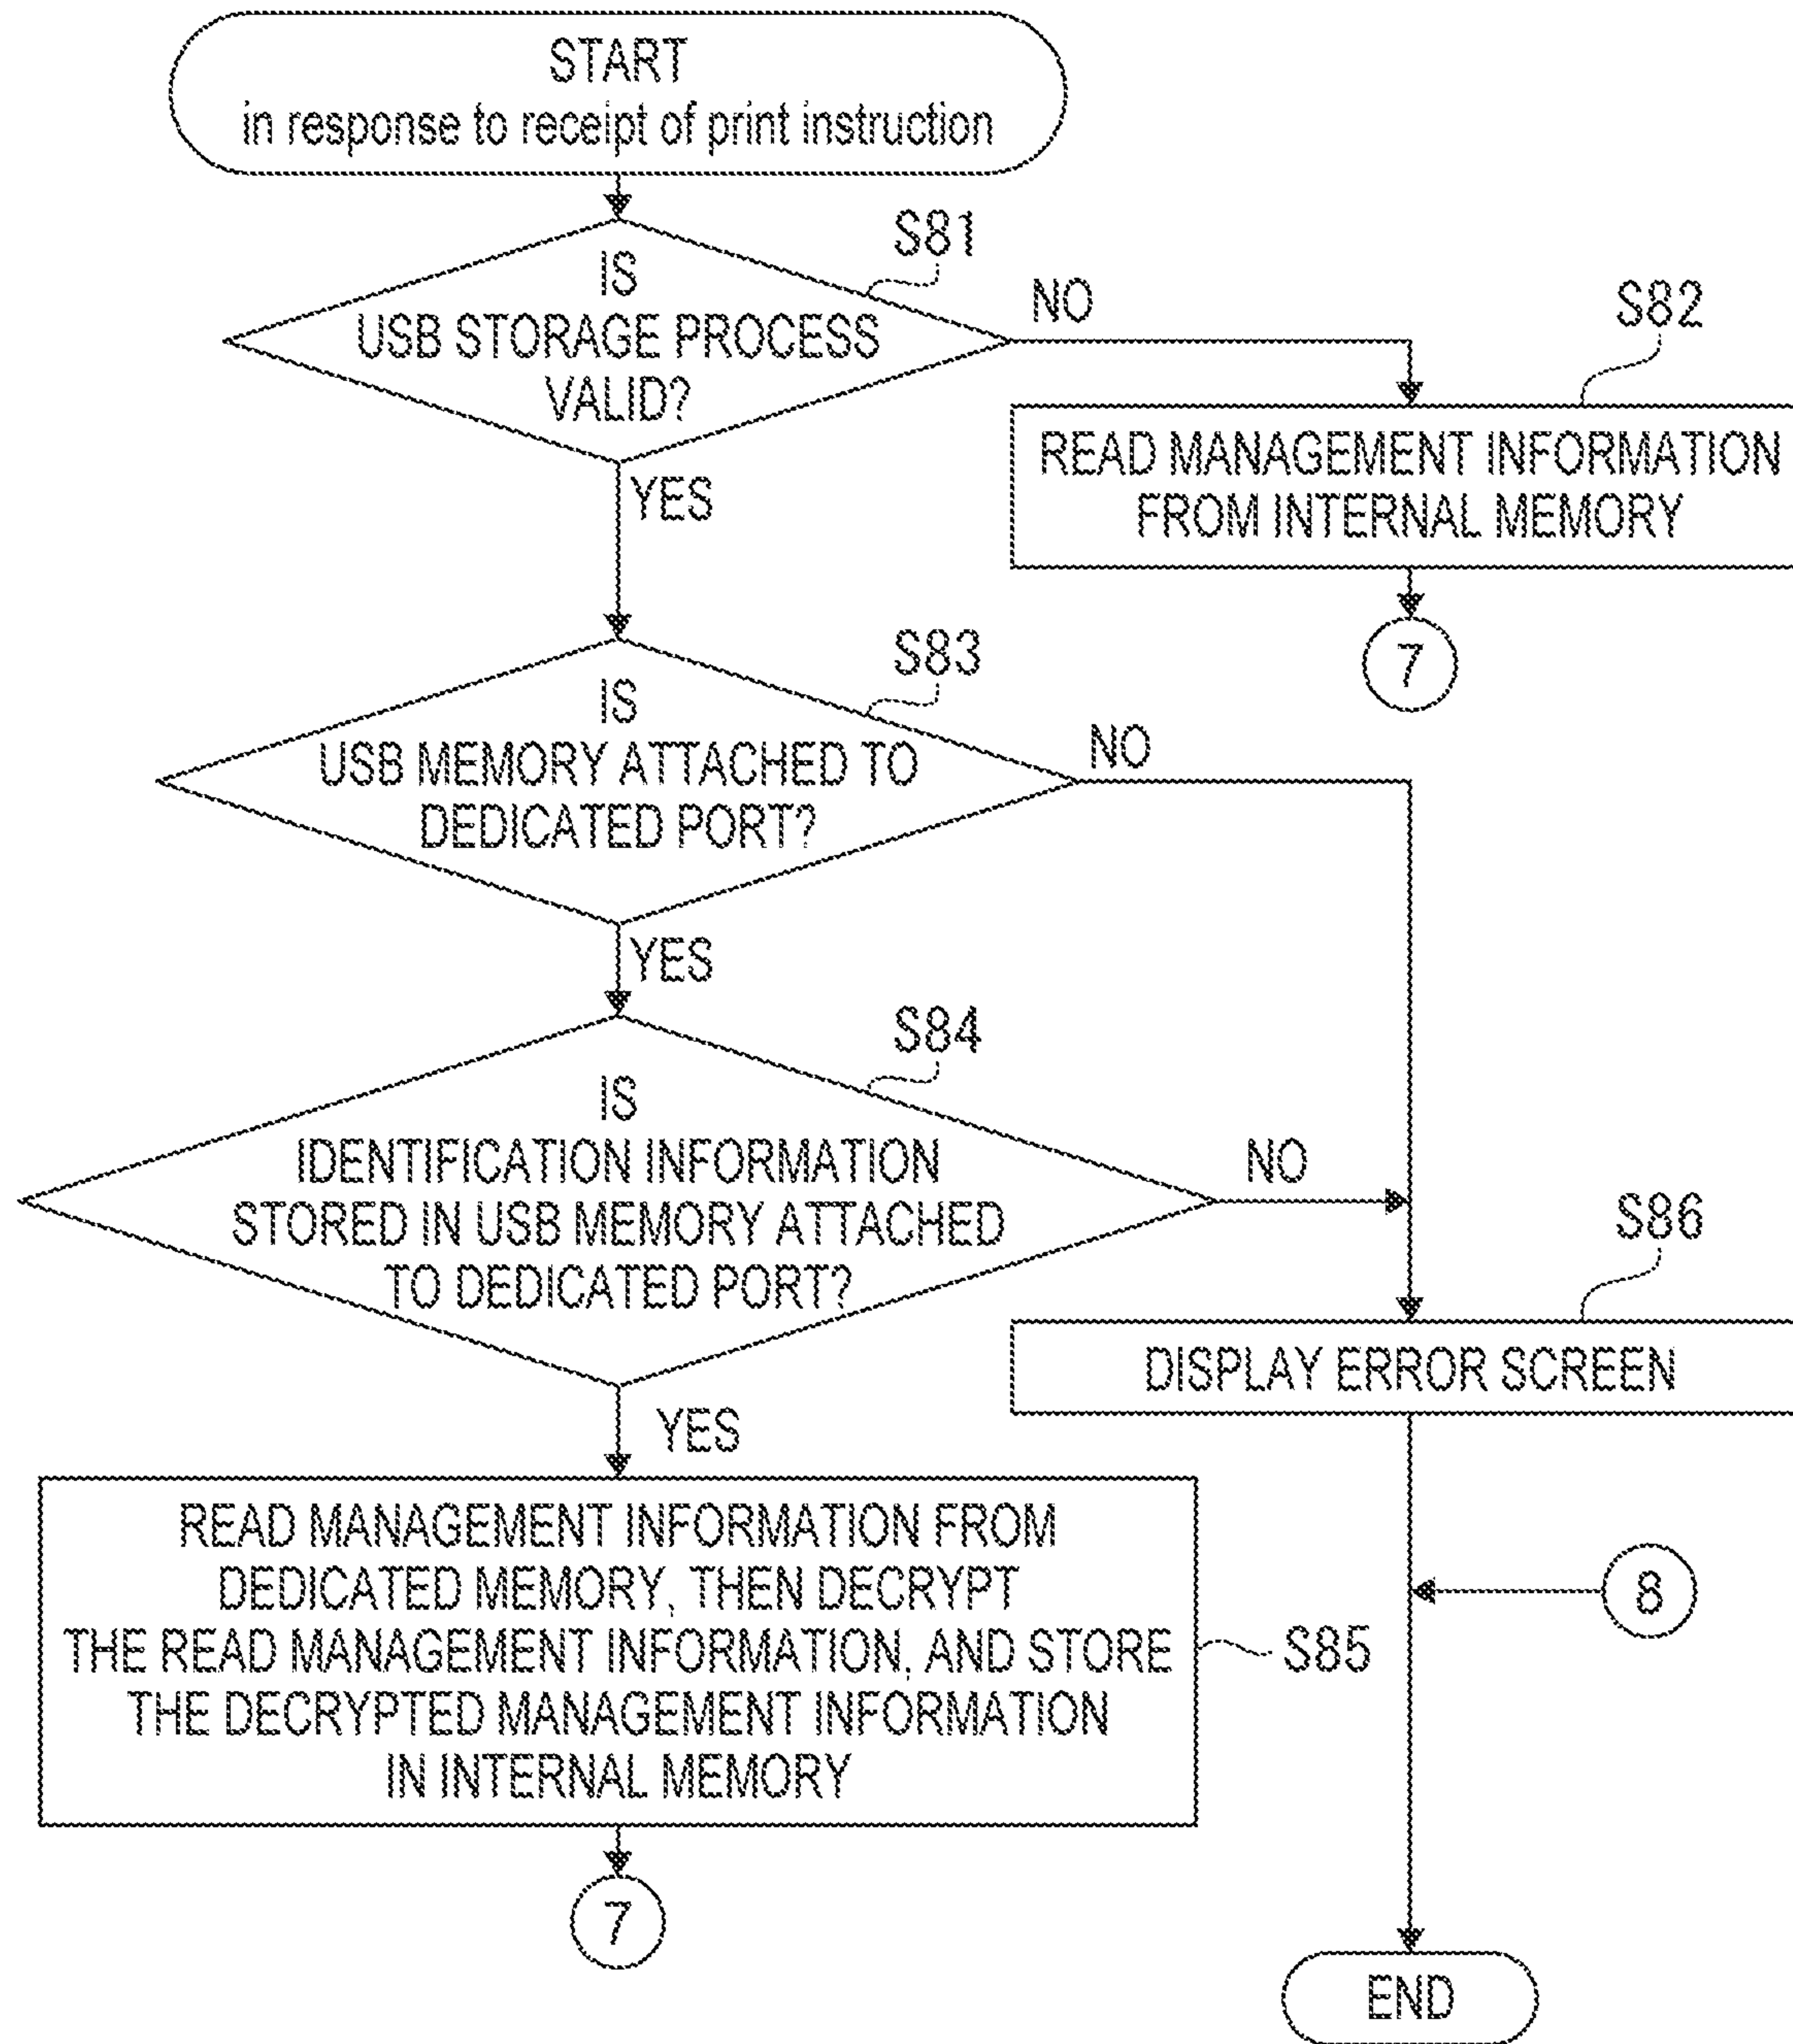 START
in response to receipt of print instruction
S81
IS
USB STORAGE PROCESS
VALID?
NO
YES
S82
READ MANAGEMENT INFORMATION
FROM INTERNAL MEMORY
7
S83
IS
USB MEMORY ATTACHED TO
DEDICATED PORT?
NO
YES
S84
IS
IDENTIFICATION INFORMATION
STORED IN USB MEMORY ATTACHED
TO DEDICATED PORT?
NO
YES
S86
DISPLAY ERROR SCREEN
READ MANAGEMENT INFORMATION FROM
DEDICATED MEMORY, THEN DECRYPT
THE READ MANAGEMENT INFORMATION, AND STORE
THE DECRYPTED MANAGEMENT INFORMATION
IN INTERNAL MEMORY
S85
8
7
END